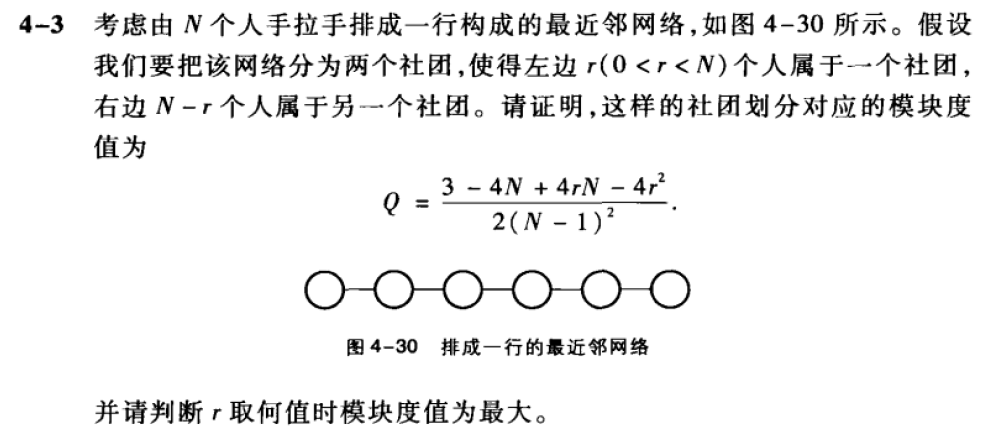 4-3 考虑由 N 个人手拉手排成一行构成的最近邻网络,如图 4-30 所示。假设
我们要把该网络分为两个社团,使得左边 r(0 < r < N)个人属于一个社团,
右边 N - r 个人属于另一个社团。请证明,这样的社团划分对应的模块度
值为
Q = \frac{3 - 4N + 4rN - 4r^2}{2(N - 1)^2}.
图 4-30 排成一行的最近邻网络
并请判断 r 取何值时模块度值为最大。